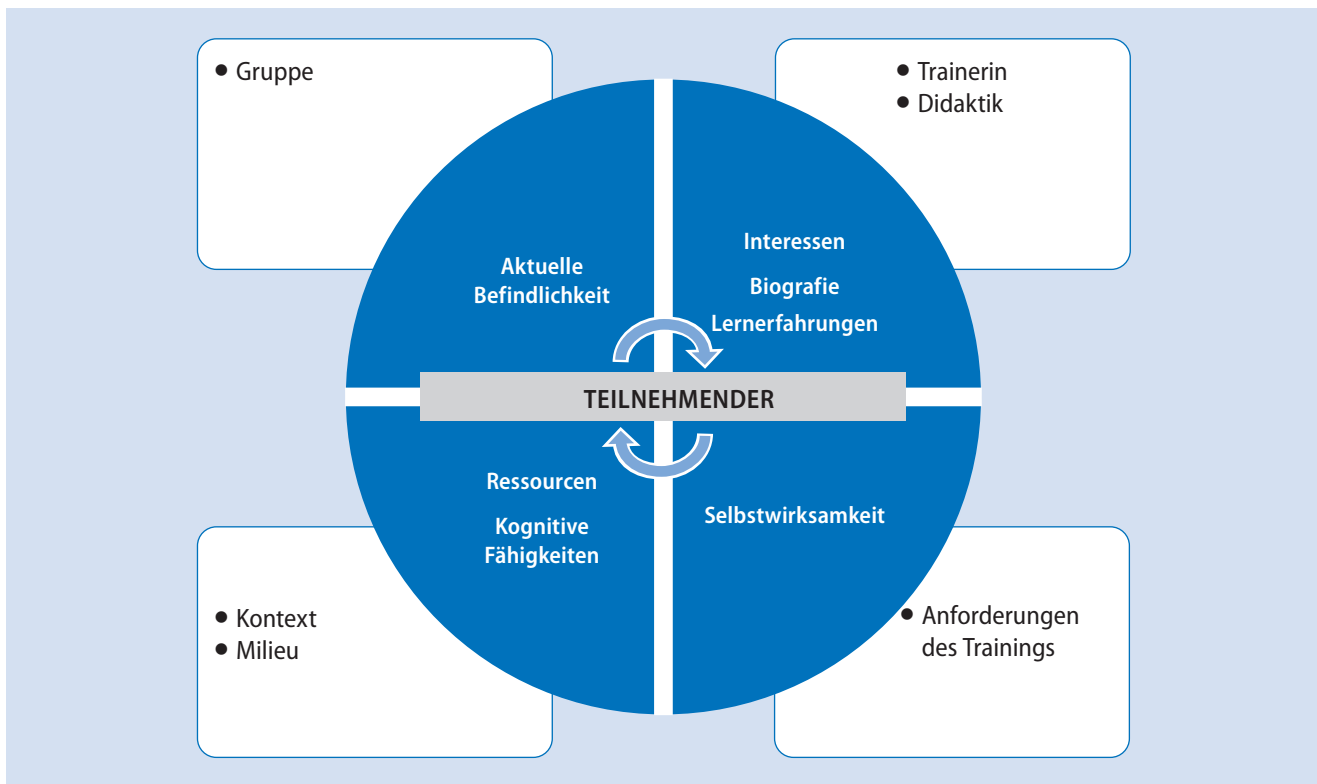 • Gruppe
• Trainerin
• Didaktik
Aktuelle
Befindlichkeit
Interessen
Biografie
Lernerfahrungen
TEILNEHMENDER
Ressourcen
Kognitive
Fähigkeiten
Selbstwirksamkeit
• Kontext
• Milieu
• Anforderungen
des Trainings